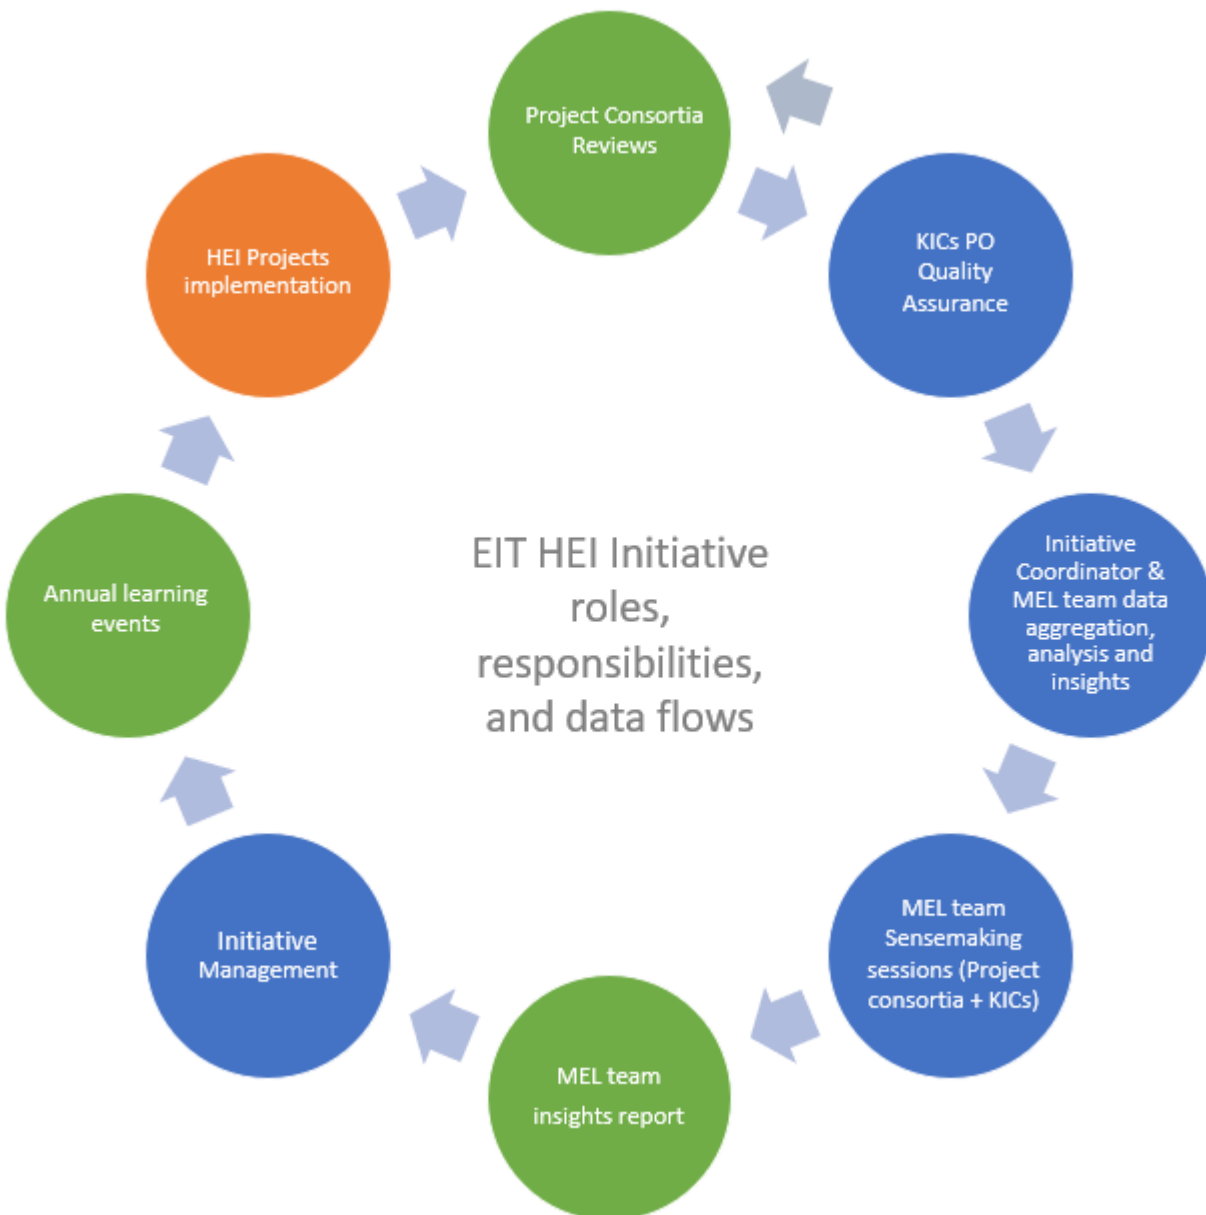 Project Consortia
Reviews
KICs PO
Quality
Assurance
Initiative
Coordinator &
MEL team data
aggregation,
analysis and
insights
MEL team
Sensemaking
sessions (Project
consortia + KICs)
MEL team
insights report
Initiative
Management
Annual learning
events
HEI Projects
implementation
EIT HEI Initiative
roles,
responsibilities,
and data flows